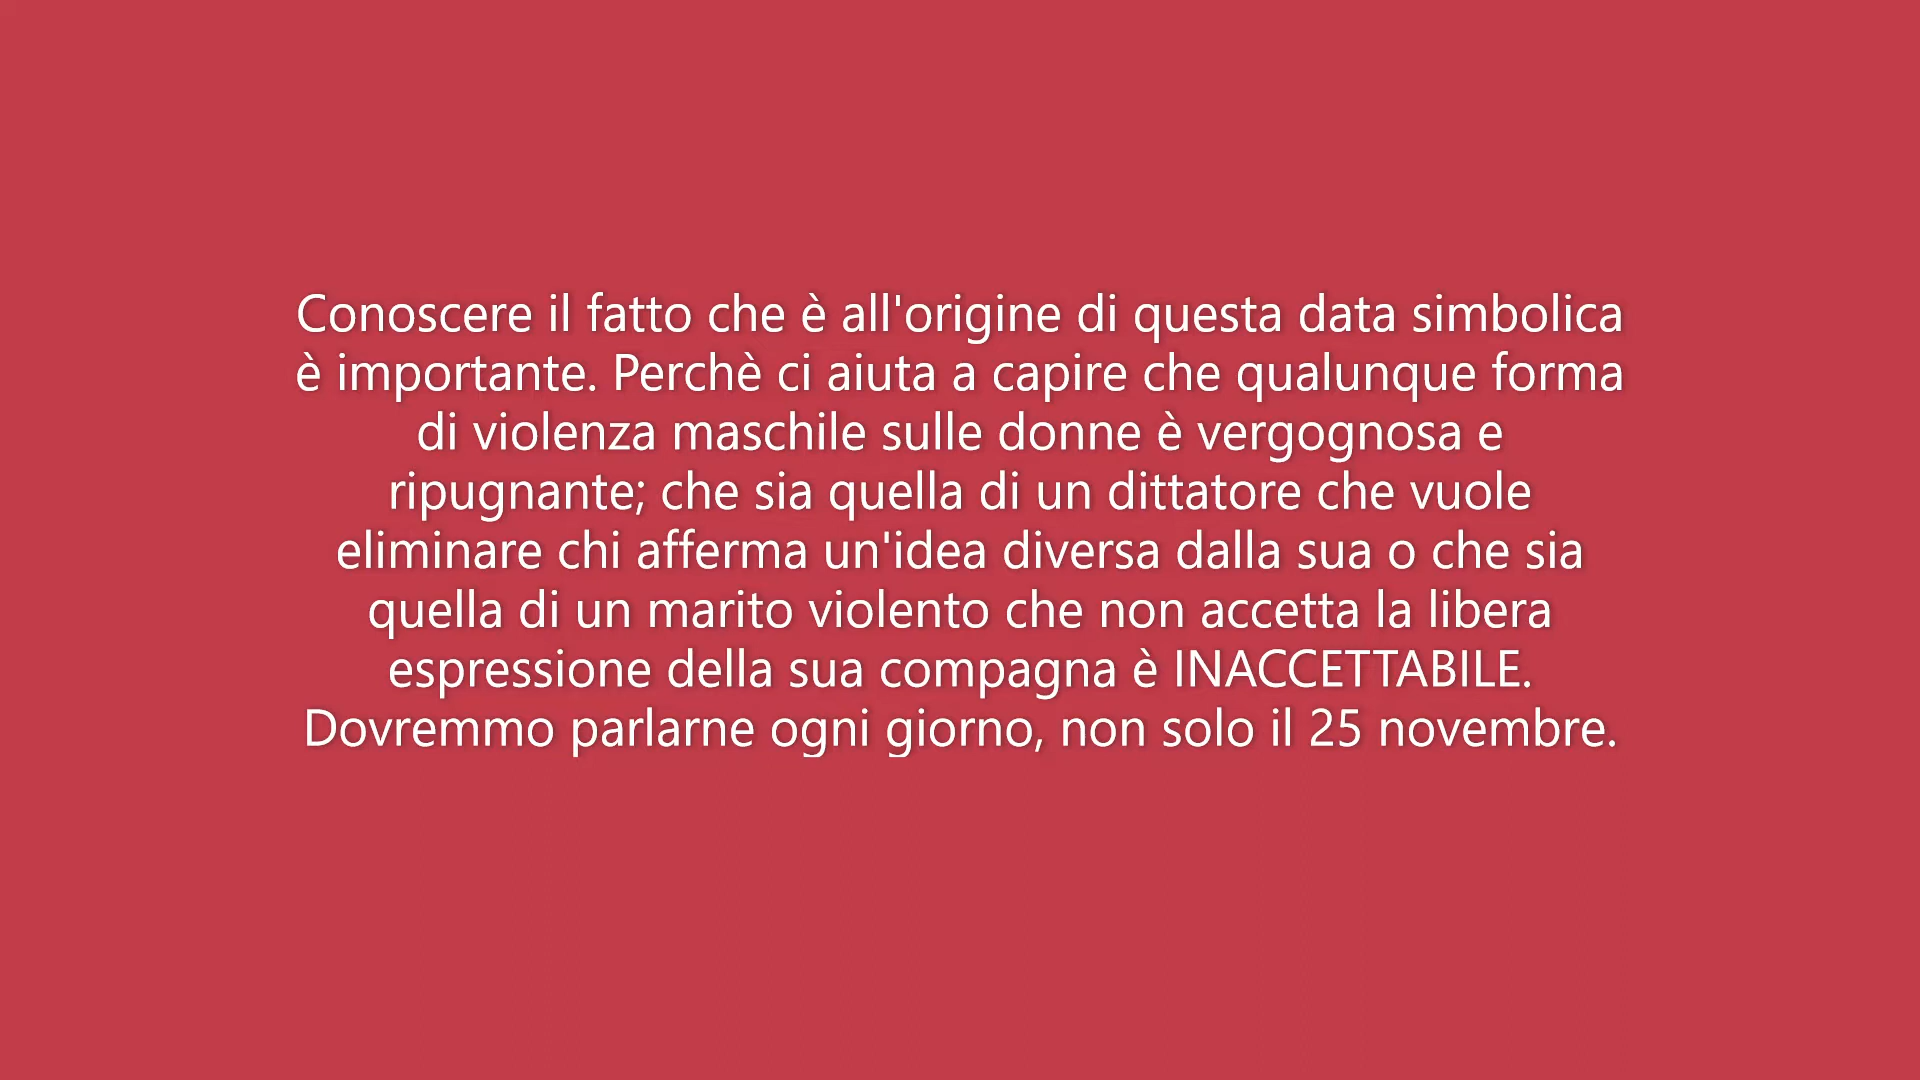 Conoscere il fatto che è all'origine di questa data simbolica
è importante. Perchè ci aiuta a capire che qualunque forma
di violenza maschile sulle donne è vergognosa e
ripugnante; che sia quella di un dittatore che vuole
eliminare chi afferma un'idea diversa dalla sua o che sia
quella di un marito violento che non accetta la libera
espressione della sua compagna è INACCETTABILE.
Dovremmo parlarne ogni giorno, non solo il 25 novembre.